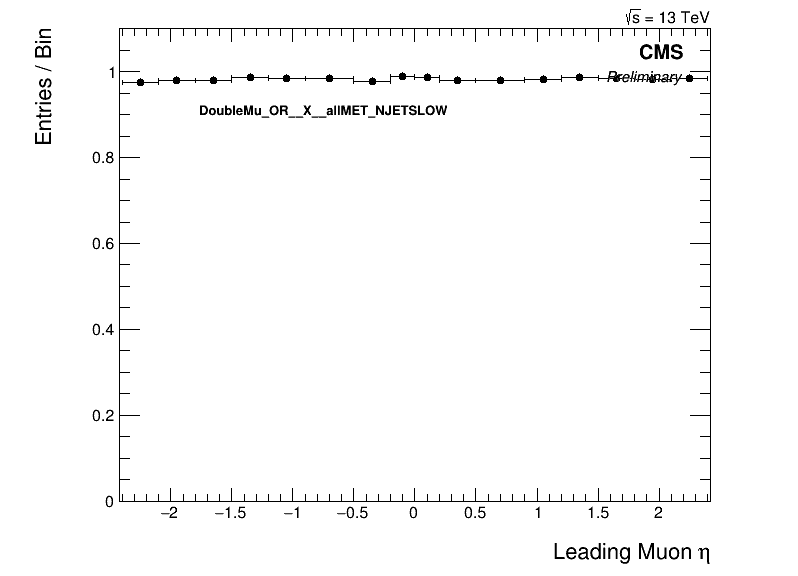 √s = 13 TeV
CMS
Preliminary
DoubleMu_OR__X__allMET_NJETSLOW
Entries / Bin
1
0.8
0.6
0.4
0.2
0
−2 −1.5 −1 −0.5 0 0.5 1 1.5 2
Leading Muon η